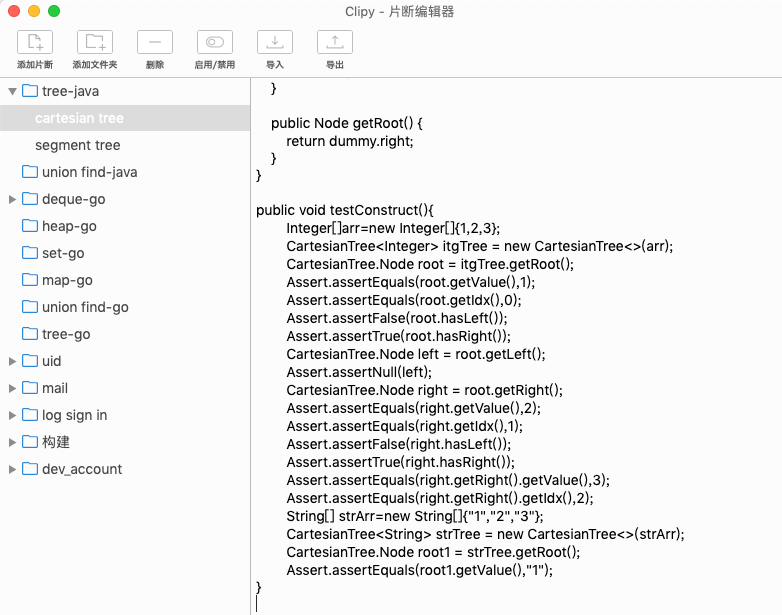 Clipy - 片断编辑器
添加片断
添加文件夹
删除
启用/禁用
导入
导出
tree-java
cartesian tree
segment tree
union find-java
deque-go
heap-go
set-go
map-go
union find-go
tree-go
uid
mail
log sign in
构建
dev_account
}
public Node getRoot() {
return dummy.right;
}
}
public void testConstruct(){
Integer[]arr=new Integer[]{1,2,3};
CartesianTree<Integer> itgTree = new CartesianTree<>(arr);
CartesianTree.Node root = itgTree.getRoot();
Assert.assertEquals(root.getValue(),1);
Assert.assertEquals(root.getIdx(),0);
Assert.assertFalse(root.hasLeft());
Assert.assertTrue(root.hasRight());
CartesianTree.Node left = root.getLeft();
Assert.assertNull(left);
CartesianTree.Node right = root.getRight();
Assert.assertEquals(right.getValue(),2);
Assert.assertEquals(right.getIdx(),1);
Assert.assertFalse(right.hasLeft());
Assert.assertTrue(right.hasRight());
Assert.assertEquals(right.getRight().getValue(),3);
Assert.assertEquals(right.getRight().getIdx(),2);
String[] strArr=new String[]{"1","2","3"};
CartesianTree<String> strTree = new CartesianTree<>(strArr);
CartesianTree.Node root1 = strTree.getRoot();
Assert.assertEquals(root1.getValue(),"1");
}